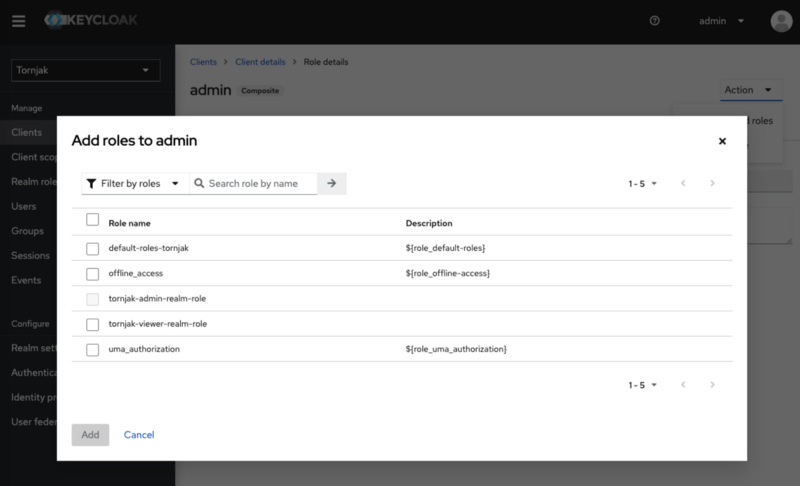 KEYCLOAK
admin
Tornjak
Clients
Client details
Role details
admin
Composite
Action
Manage
Clients
Client scop
Realm role
Users
Groups
Sessions
Events
Configure
Realm sett
Authentica
Identity pr
User feder
roles
Add roles to admin
Filter by roles
Search role by name
1 - 5
Role name Description
default-roles-tornjak ${role_default-roles}
offline_access ${role_offline-access}
tornjak-admin-realm-role
tornjak-viewer-realm-role
uma_authorization ${role_uma_authorization}
1 - 5
Add
Cancel